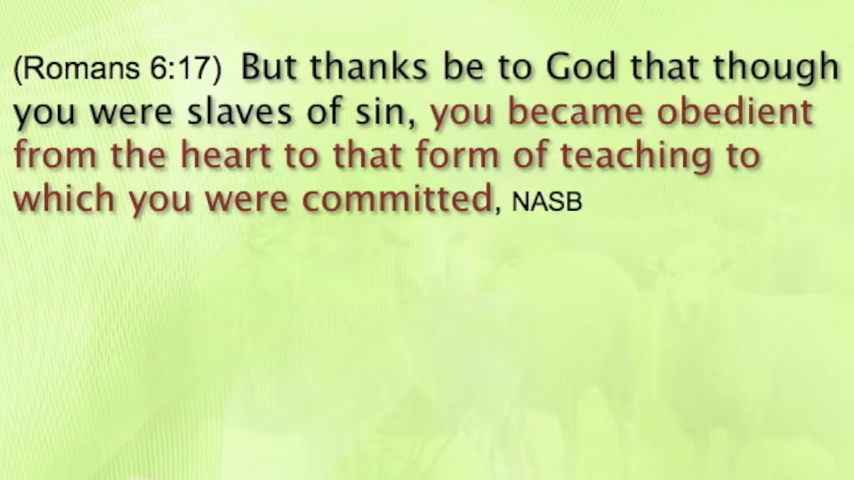 (Romans 6:17) But thanks be to God that though
you were slaves of sin, you became obedient
from the heart to that form of teaching to
which you were committed, NASB